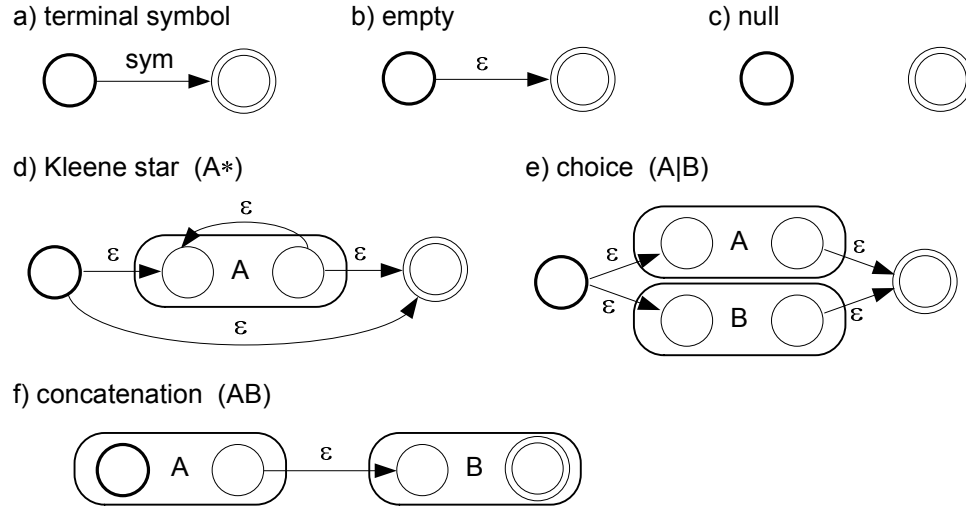 a) terminal symbol
b) empty
c) null
sym
ε
d) Kleene star (A*)
e) choice (A|B)
ε
ε
A
ε
ε
ε
A
ε
ε
B
ε
f) concatenation (AB)
A
ε
B